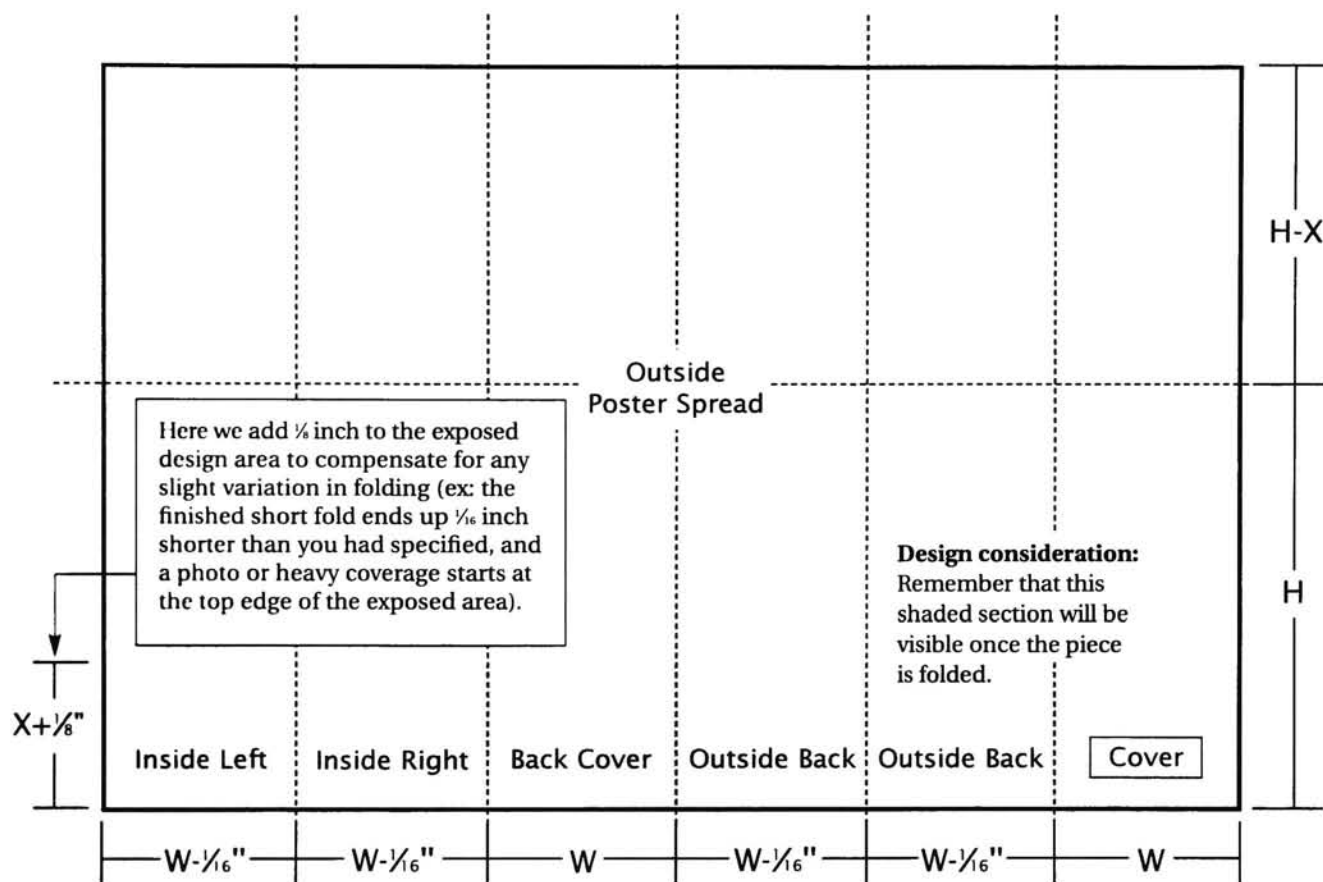 H-X
Outside
Poster Spread
Here we add ⅛ inch to the exposed
design area to compensate for any
slight variation in folding (ex: the
finished short fold ends up 1/16 inch
shorter than you had specified, and
a photo or heavy coverage starts at
the top edge of the exposed area).
Design consideration:
Remember that this
shaded section will be
visible once the piece
is folded.
H
X+⅛"
Inside Left
Inside Right
Back Cover
Outside Back
Outside Back
Cover
W-1/16"
W-1/16"
W
W-1/16"
W-1/16"
W